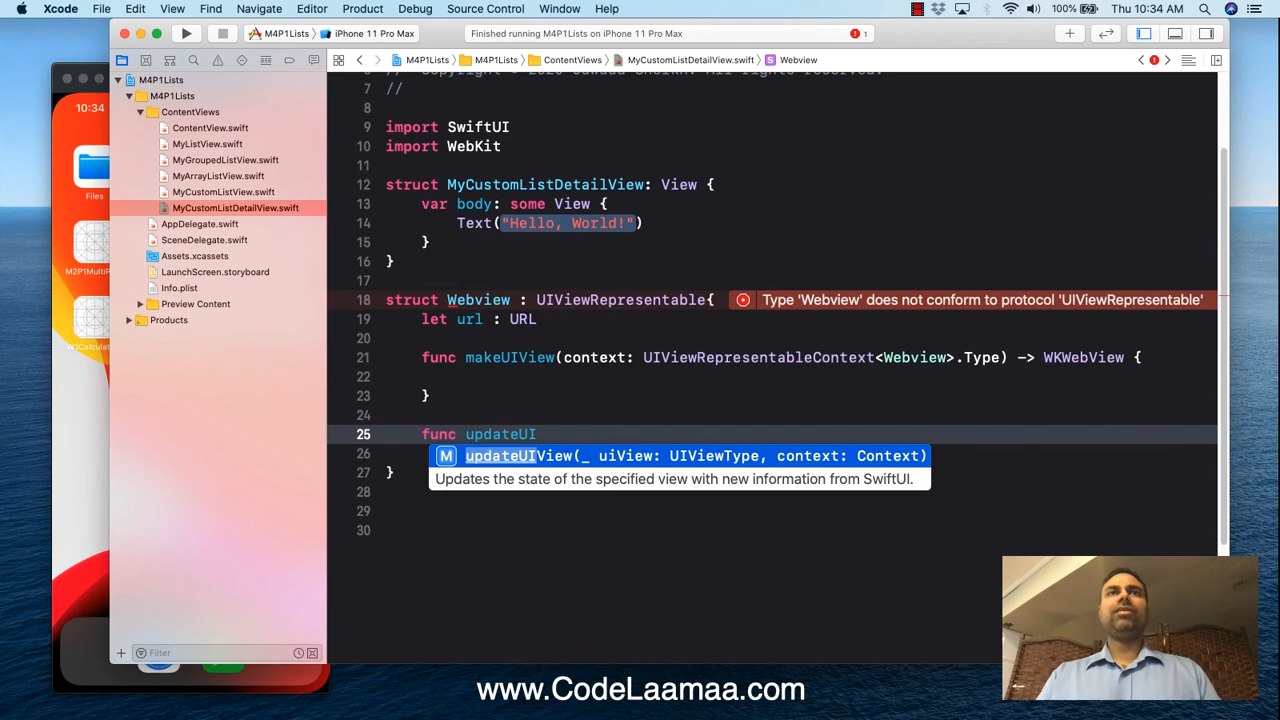 Xcode File Edit View Find Navigate Editor Product Debug Source Control Window Help 100% Thu 10:34 AM
M4P1Lists iPhone 11 Pro Max Finished running M4P1Lists on iPhone 11 Pro Max 1
M4P1Lists M4P1Lists ContentViews MyCustomListDetailView.swift Webview
10:34
Files
W1Calculat
M4P1Lists
M4P1Lists
ContentViews
ContentView.swift
MyListView.swift
MyGroupedListView.swift
MyArrayListView.swift
MyCustomListView.swift
MyCustomListDetailView.swift
AppDelegate.swift
SceneDelegate.swift
Assets.xcassets
LaunchScreen.storyboard
Info.plist
Preview Content
Products
Filter
7 //
8
9 import SwiftUI
10 import WebKit
11
12 struct MyCustomListDetailView: View {
13 var body: some View {
14 Text("Hello, World!")
15 }
16 }
17
18 struct Webview : UIViewRepresentable{ Type 'Webview' does not conform to protocol 'UIViewRepresentable'
19 let url : URL
20
21 func makeUIView(context: UIViewRepresentableContext<Webview>.Type) -> WKWebView {
22
23 }
24
25 func updateUI
26 M updateUIView(_ uiView: UIViewType, context: Context)
27 } Updates the state of the specified view with new information from SwiftUI.
28
29
30
www.CodeLaamaa.com